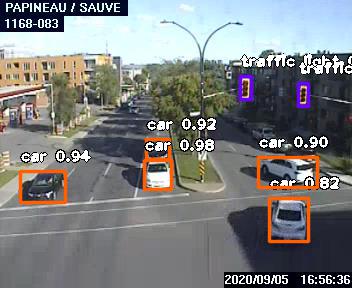 PAPINEAU / SAUVE
1168-083
traffic light
traffic
car 0.92
car 0.98
car 0.94
car 0.90
car 0.82
2020/09/05 16:56:36